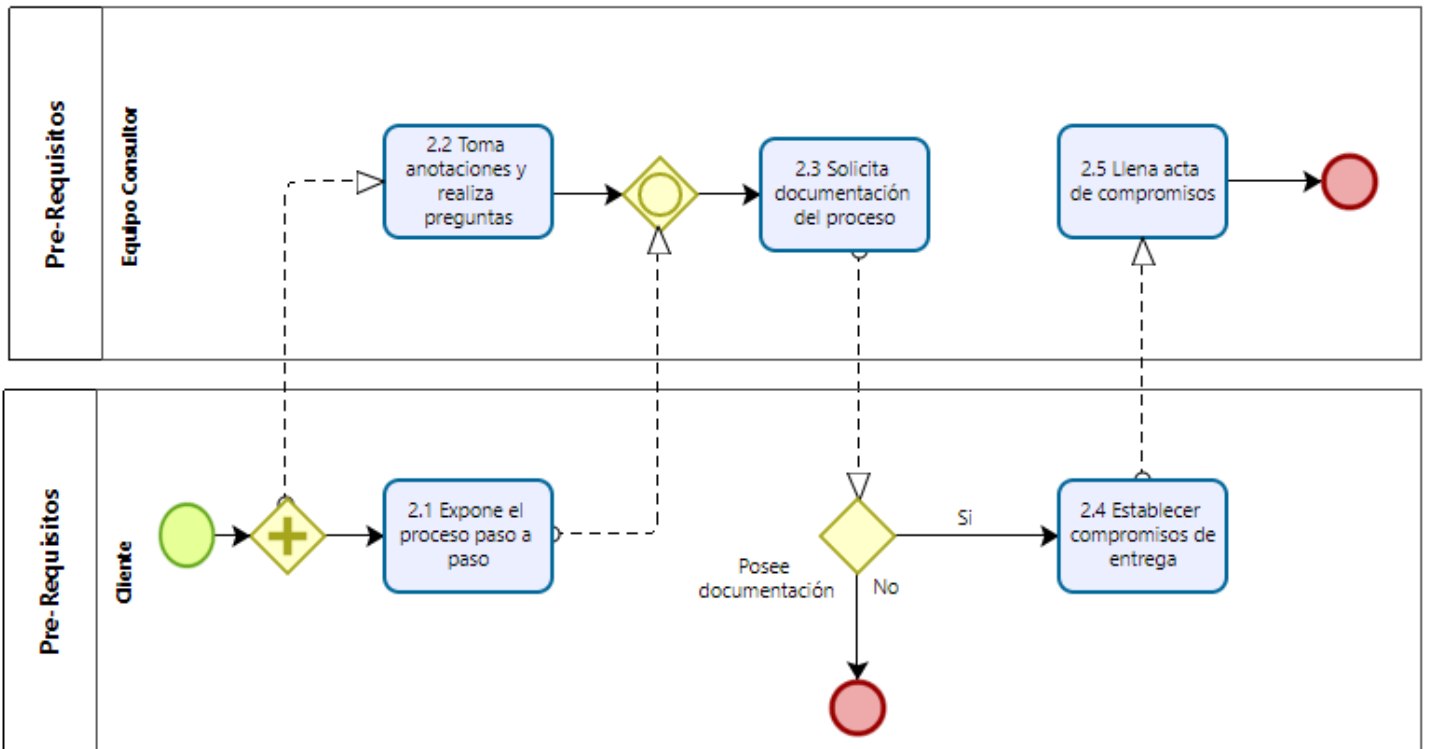 Pre-Requisitos
Equipo Consultor
2.2 Toma
anotaciones y
realiza
preguntas
2.3 Solicita
documentación
del proceso
2.5 Llena acta
de compromisos
Pre-Requisitos
Cliente
2.1 Expone el
proceso paso a
paso
Posee
documentación
Si
No
2.4 Establecer
compromisos de
entrega